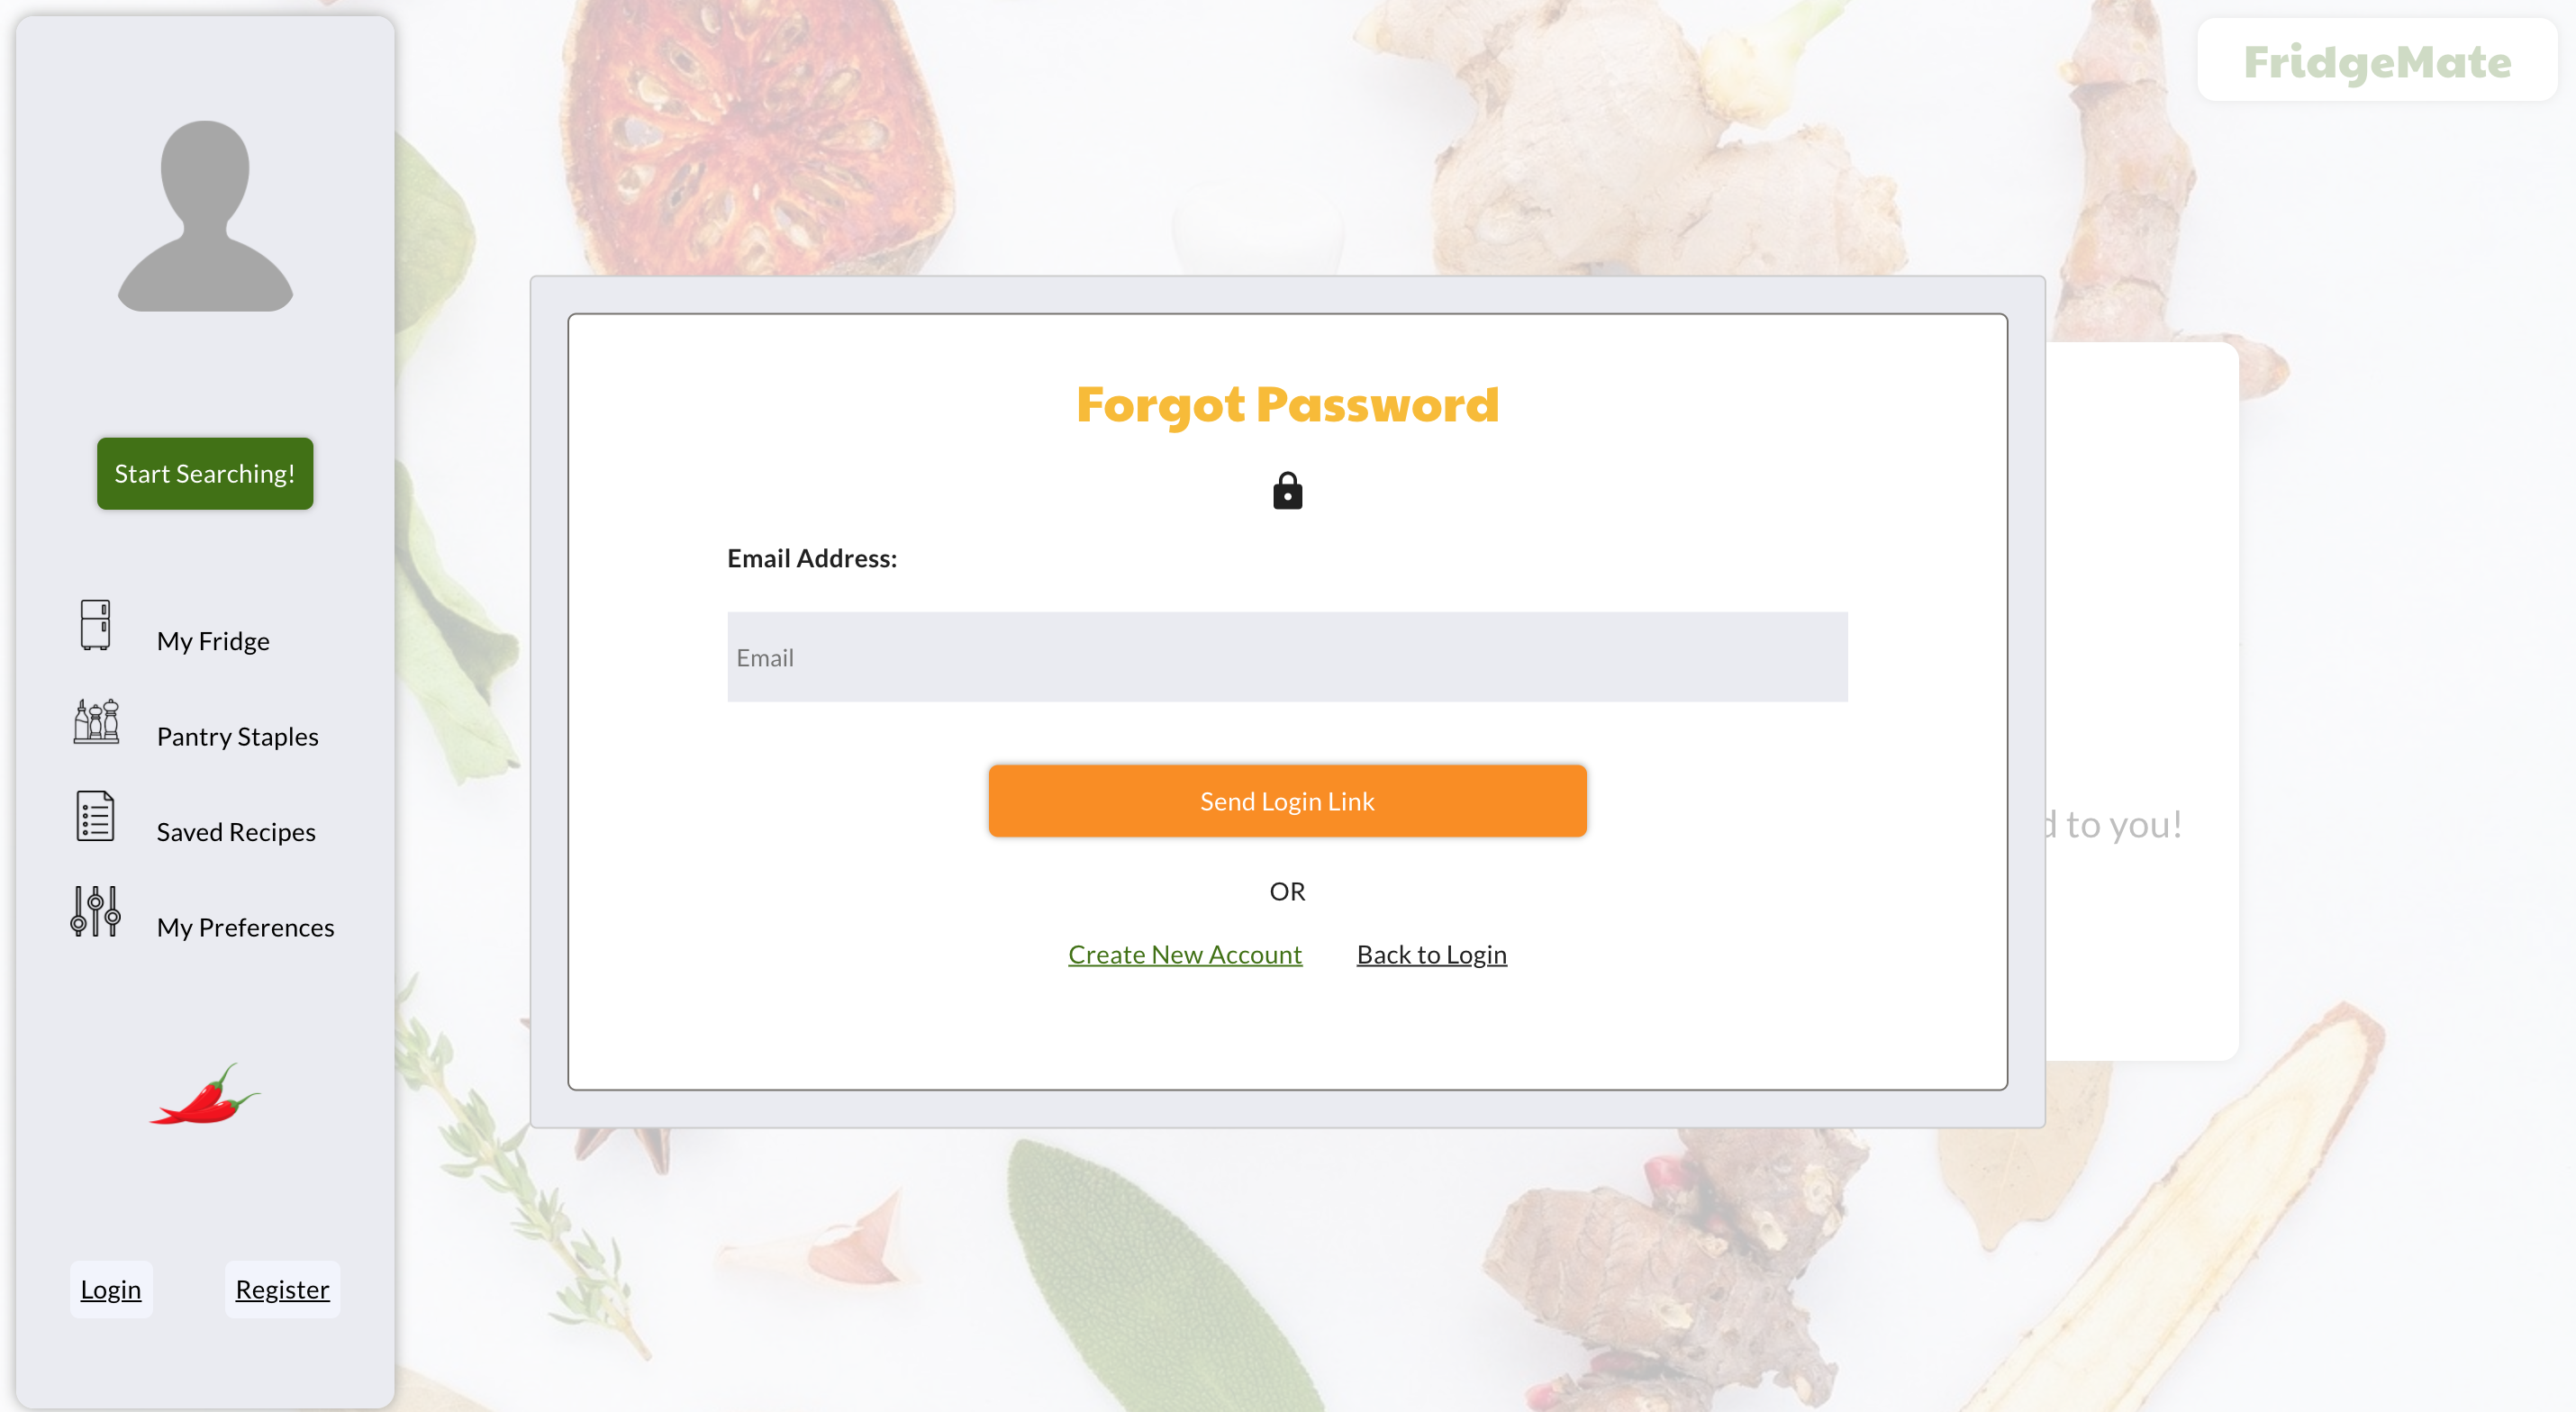 FridgeMate
Start Searching!
My Fridge
Pantry Staples
Saved Recipes
My Preferences
Login
Register
Forgot Password
Email Address:
Email
Send Login Link
OR
Create New Account
Back to Login
to you!